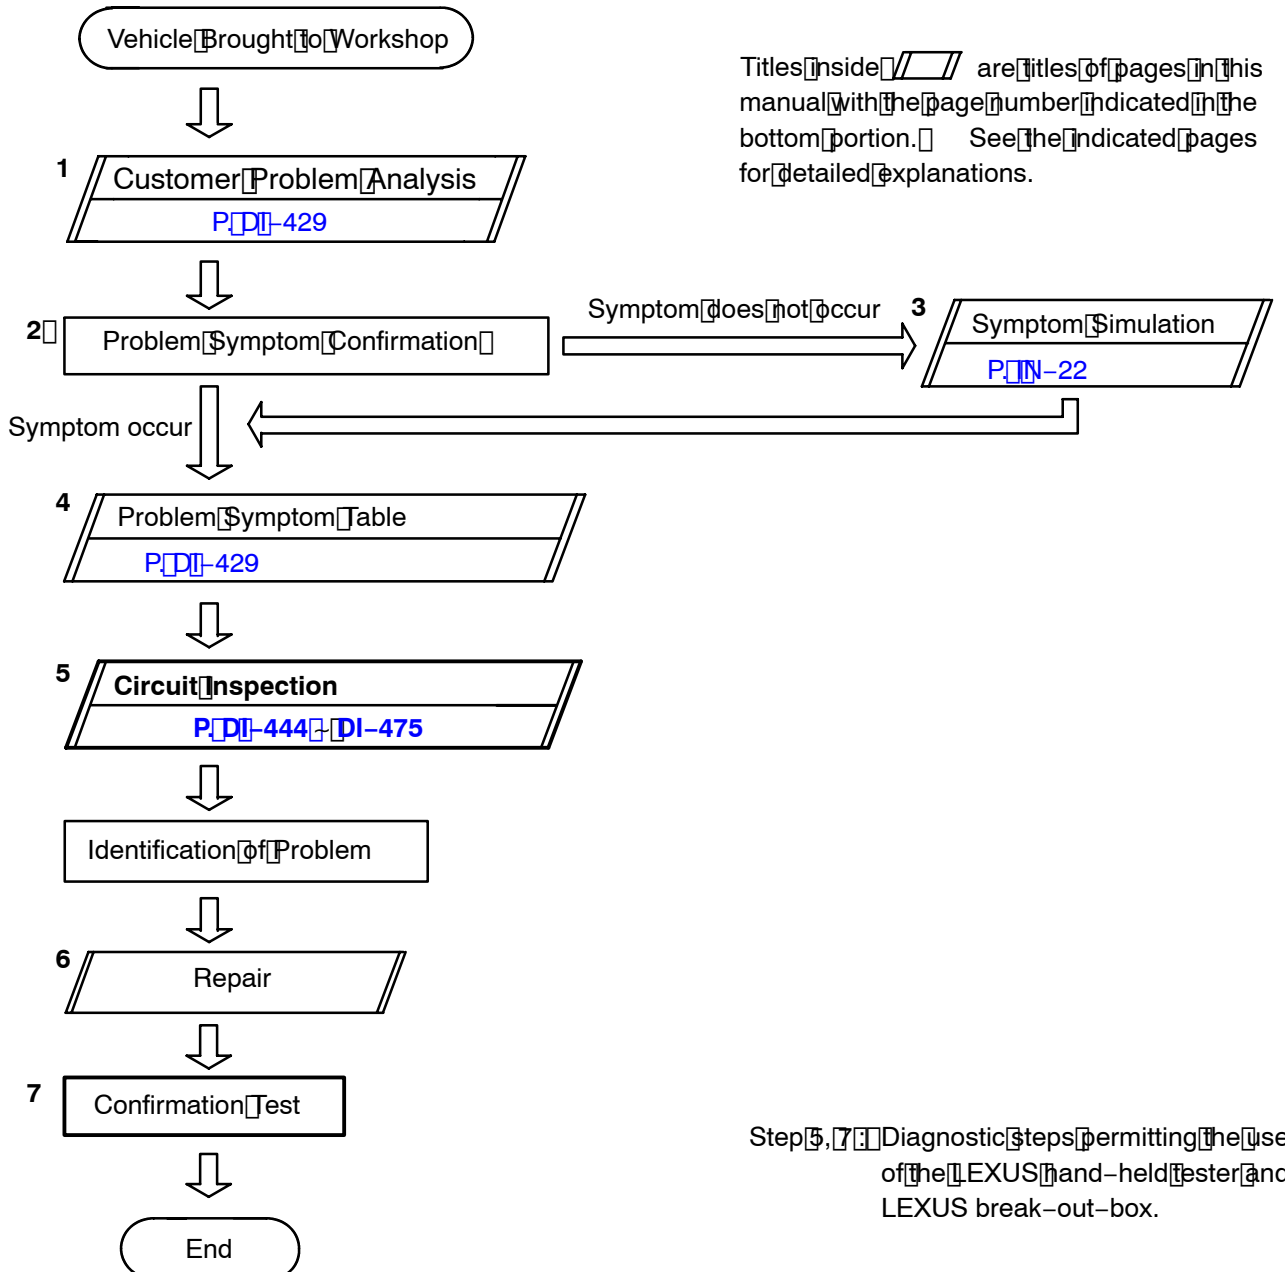 Vehicle Brought to Workshop
Titles inside are titles of pages in this
manual with the page number indicated in the
bottom portion. See the indicated pages
for detailed explanations.
1
Customer Problem Analysis
P. DI–429
2
Problem Symptom Confirmation
Symptom does not occur
3
Symptom Simulation
P. IN–22
Symptom occur
4
Problem Symptom Table
P. DI–429
5
Circuit Inspection
P. DI–444 ~ DI–475
Identification of Problem
6
Repair
7
Confirmation Test
Step 5, 7 : Diagnostic steps permitting the use
of the LEXUS hand–held tester and
LEXUS break–out–box.
End